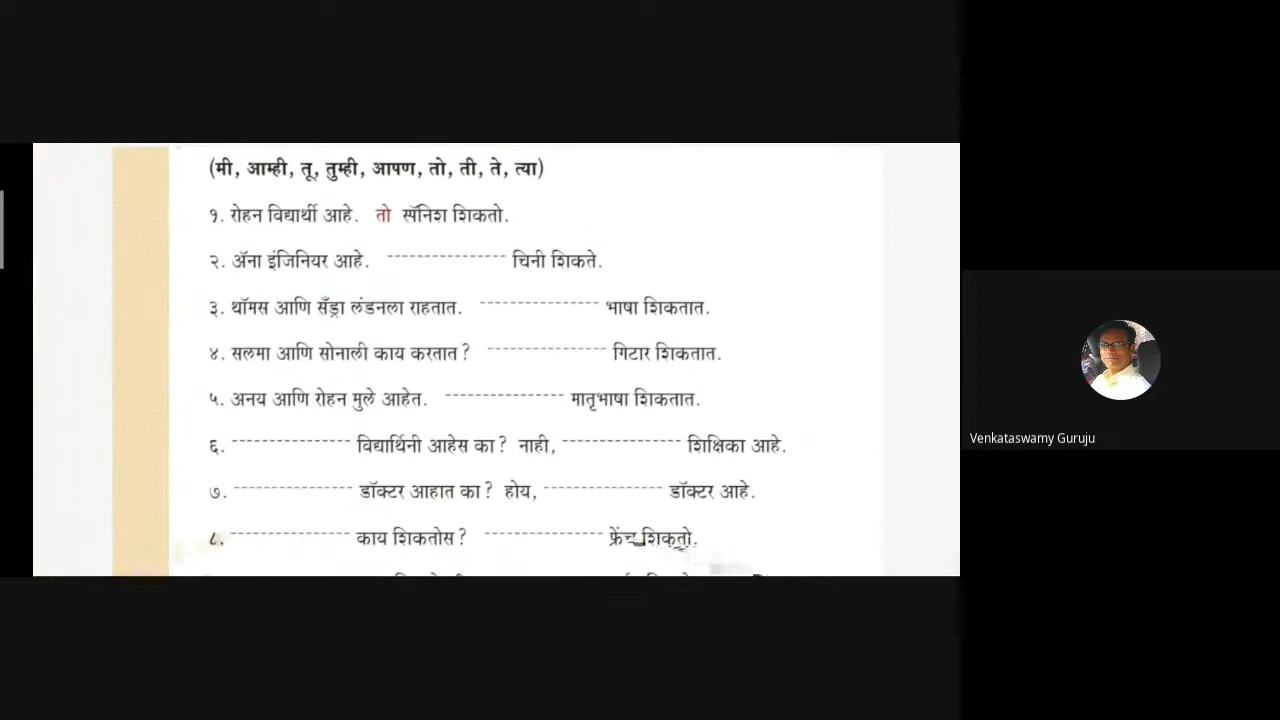 (मी, आम्ही, तू, तुम्ही, आपण, तो, ती, ते, त्या)
१. रोहन विद्यार्थी आहे. तो स्पॅनिश शिकतो.
२. ॲना इंजिनियर आहे. --------------- चिनी शिकते.
३. थॉमस आणि सँड्रा लंडनला राहतात. --------------- भाषा शिकतात.
४. सलमा आणि सोनाली काय करतात? --------------- गिटार शिकतात.
५. अनय आणि रोहन मुले आहेत. --------------- मातृभाषा शिकतात.
६. --------------- विद्यार्थिनी आहेस का? नाही, --------------- शिक्षिका आहे.
७. --------------- डॉक्टर आहात का? होय, --------------- डॉक्टर आहे.
८. --------------- काय शिकतोस? --------------- फ्रेंच शिकतो.
Venkataswamy Guruju